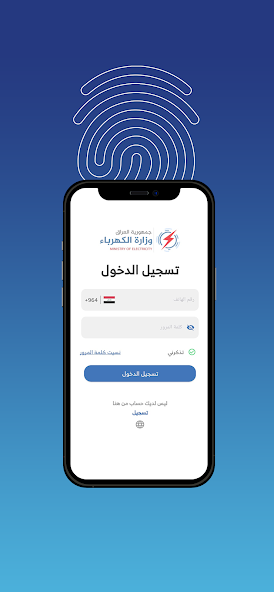 جمهورية العراق
وزارة الكهرباء
MINISTRY OF ELECTRICITY
تسجيل الدخول
رقم الهاتف
+964
كلمة المرور
تذكرني
نسيت كلمة المرور
تسجيل الدخول
ليس لديك حساب من هنا
تسجيل